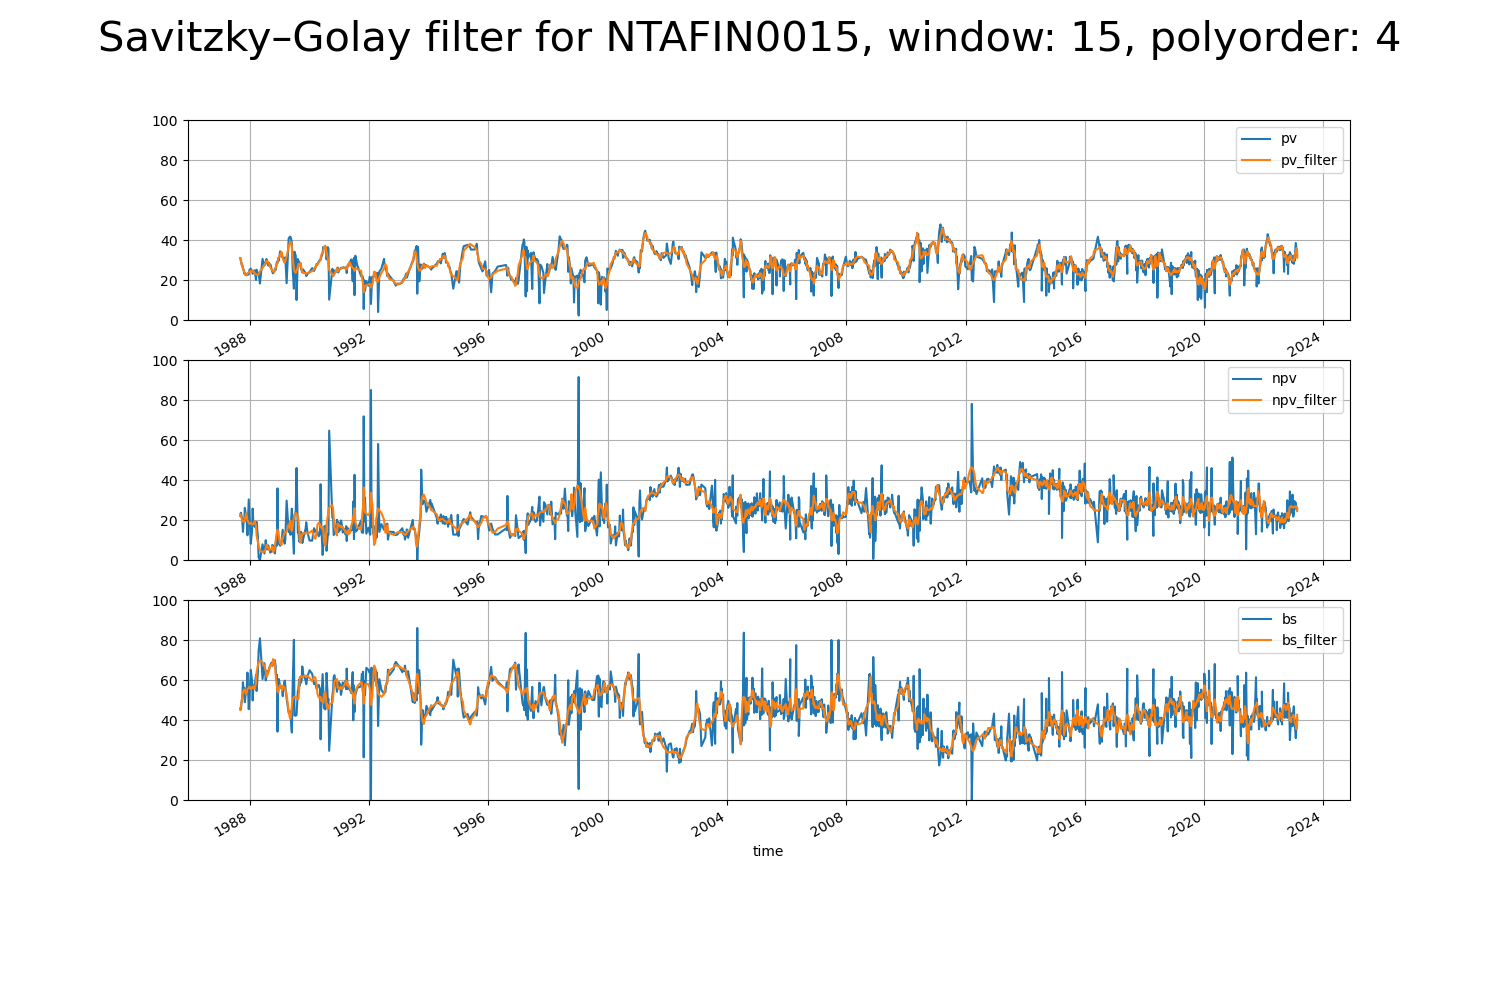 Savitzky–Golay filter for NTAFIN0015, window: 15, polyorder: 4
100
80
60
40
20
0
pv
pv_filter
1988 1992 1996 2000 2004 2008 2012 2016 2020 2024
100
80
60
40
20
0
npv
npv_filter
1988 1992 1996 2000 2004 2008 2012 2016 2020 2024
100
80
60
40
20
0
bs
bs_filter
1988 1992 1996 2000 2004 2008 2012 2016 2020 2024
time